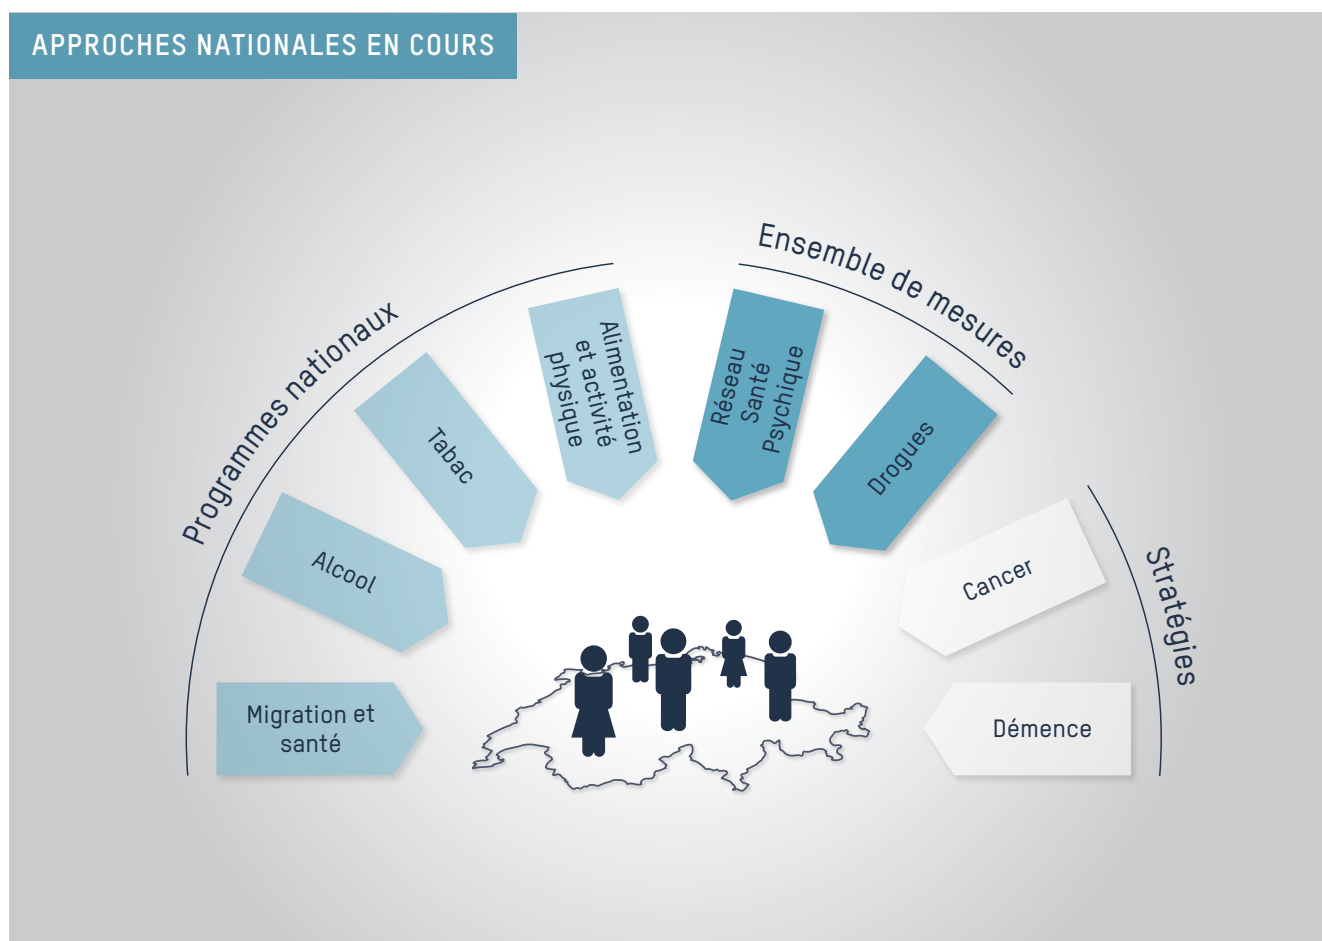 APPROCHES NATIONALES EN COURS
Programmes nationaux
Migration et
santé
Alcool
Tabac
Alimentation
et activité
physique
Ensemble de mesures
Réseau
Santé
Psychique
Drogues
Stratégies
Cancer
Démence